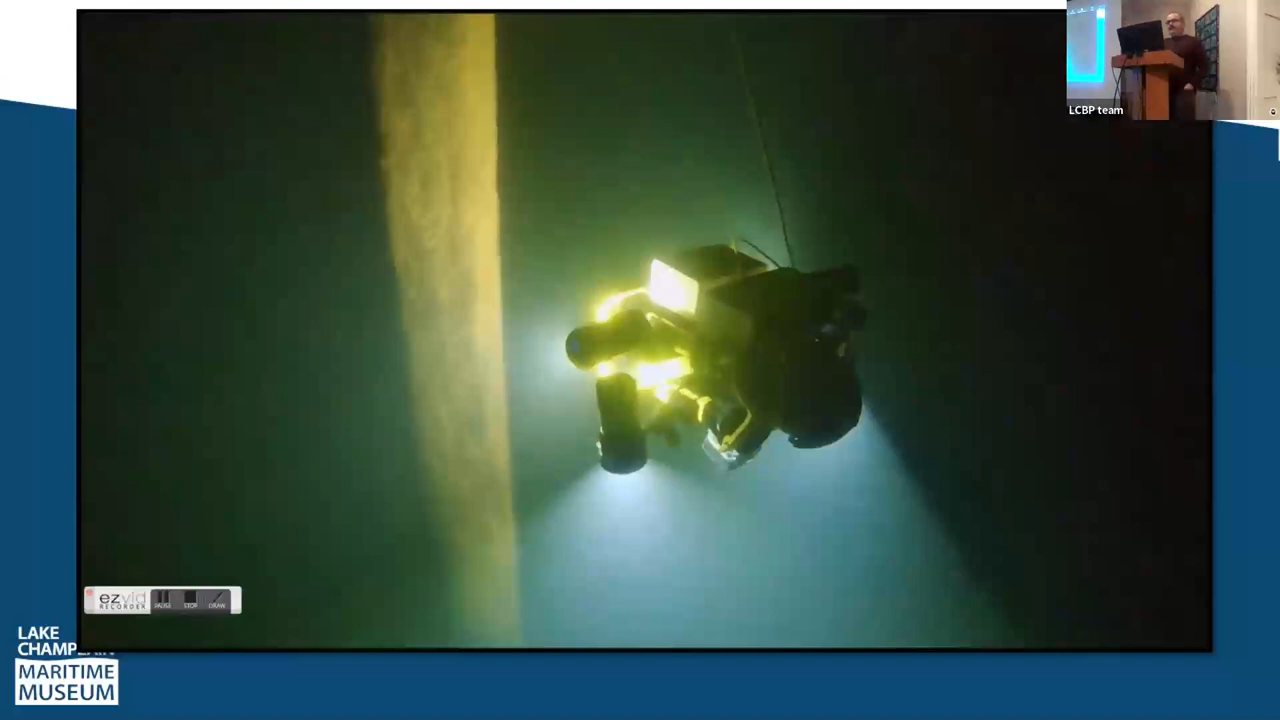 LCBP team
ezvid
RECORDER
PAUSE
STOP
DRAW
LAKE
CHAMPLAIN
MARITIME
MUSEUM